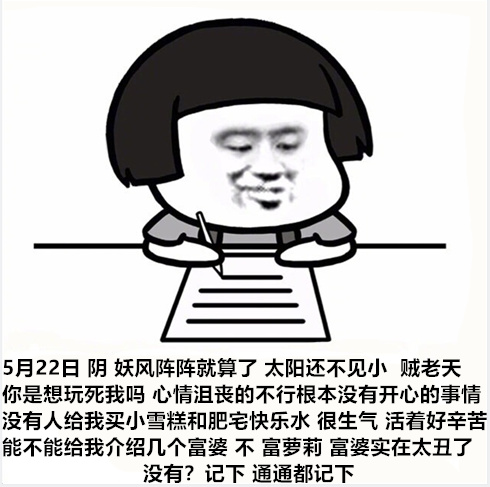 5月22日 阴 妖风阵阵就算了 太阳还不见小 贼老天
你是想玩死我吗 心情沮丧的不行根本没有开心的事情
没有人给我买小雪糕和肥宅快乐水 很生气 活着好辛苦
能不能给我介绍几个富婆 不 富萝莉 富婆实在太丑了
没有？记下 通通都记下